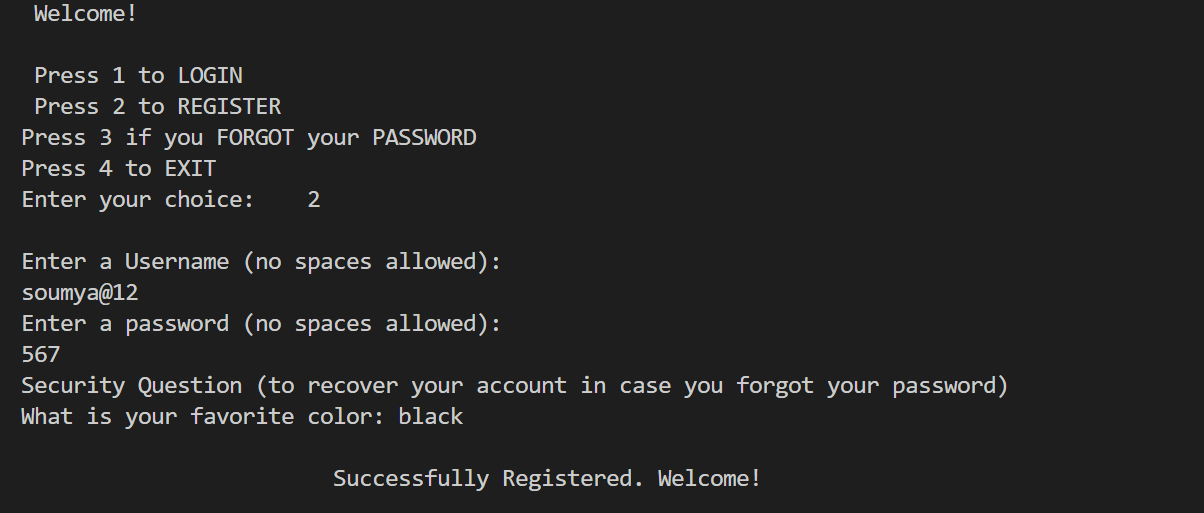 Welcome!
Press 1 to LOGIN
Press 2 to REGISTER
Press 3 if you FORGOT your PASSWORD
Press 4 to EXIT
Enter your choice:    2
Enter a Username (no spaces allowed):
soumya@12
Enter a password (no spaces allowed):
567
Security Question (to recover your account in case you forgot your password)
What is your favorite color: black
Successfully Registered. Welcome!